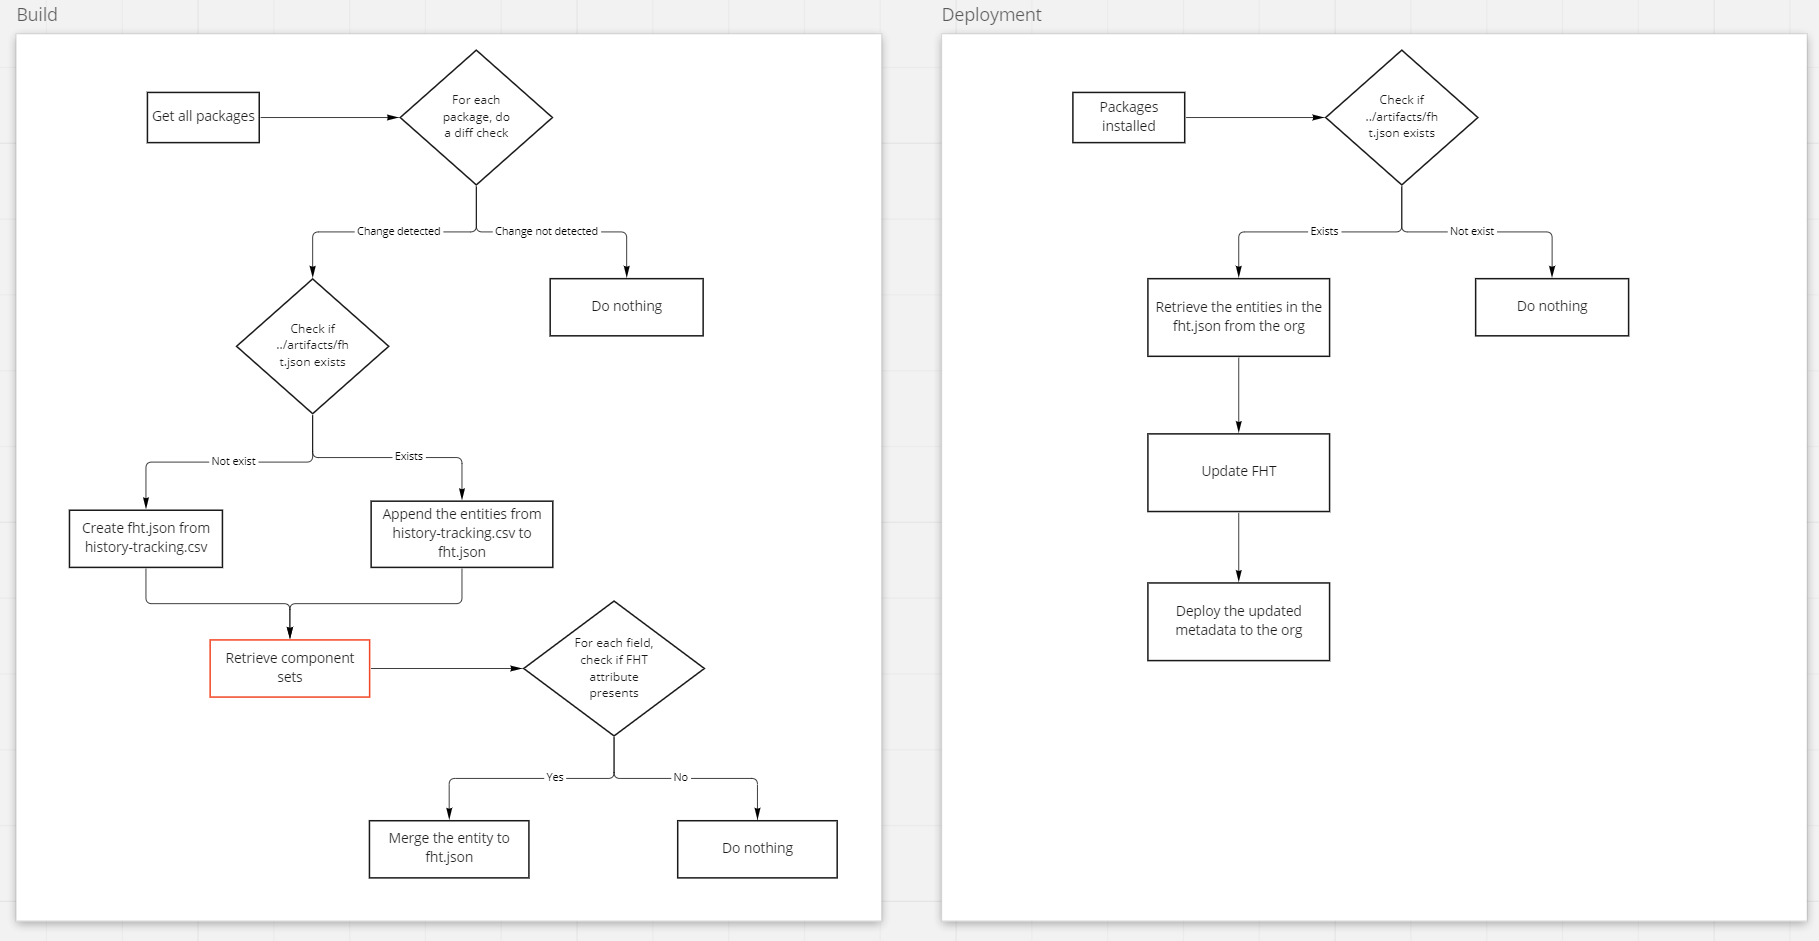 Build
Get all packages
For each
package, do
a diff check
Change detected
Change not detected
Do nothing
Check if
../artifacts/fh
t.json exists
Not exist
Exists
Create fht.json from
history-tracking.csv
Append the entities from
history-tracking.csv to
fht.json
Retrieve component
sets
For each field,
check if FHT
attribute
presents
Yes
No
Merge the entity to
fht.json
Do nothing
Deployment
Packages
installed
Check if
../artifacts/fh
t.json exists
Exists
Not exist
Retrieve the entities in the
fht.json from the org
Do nothing
Update FHT
Deploy the updated
metadata to the org